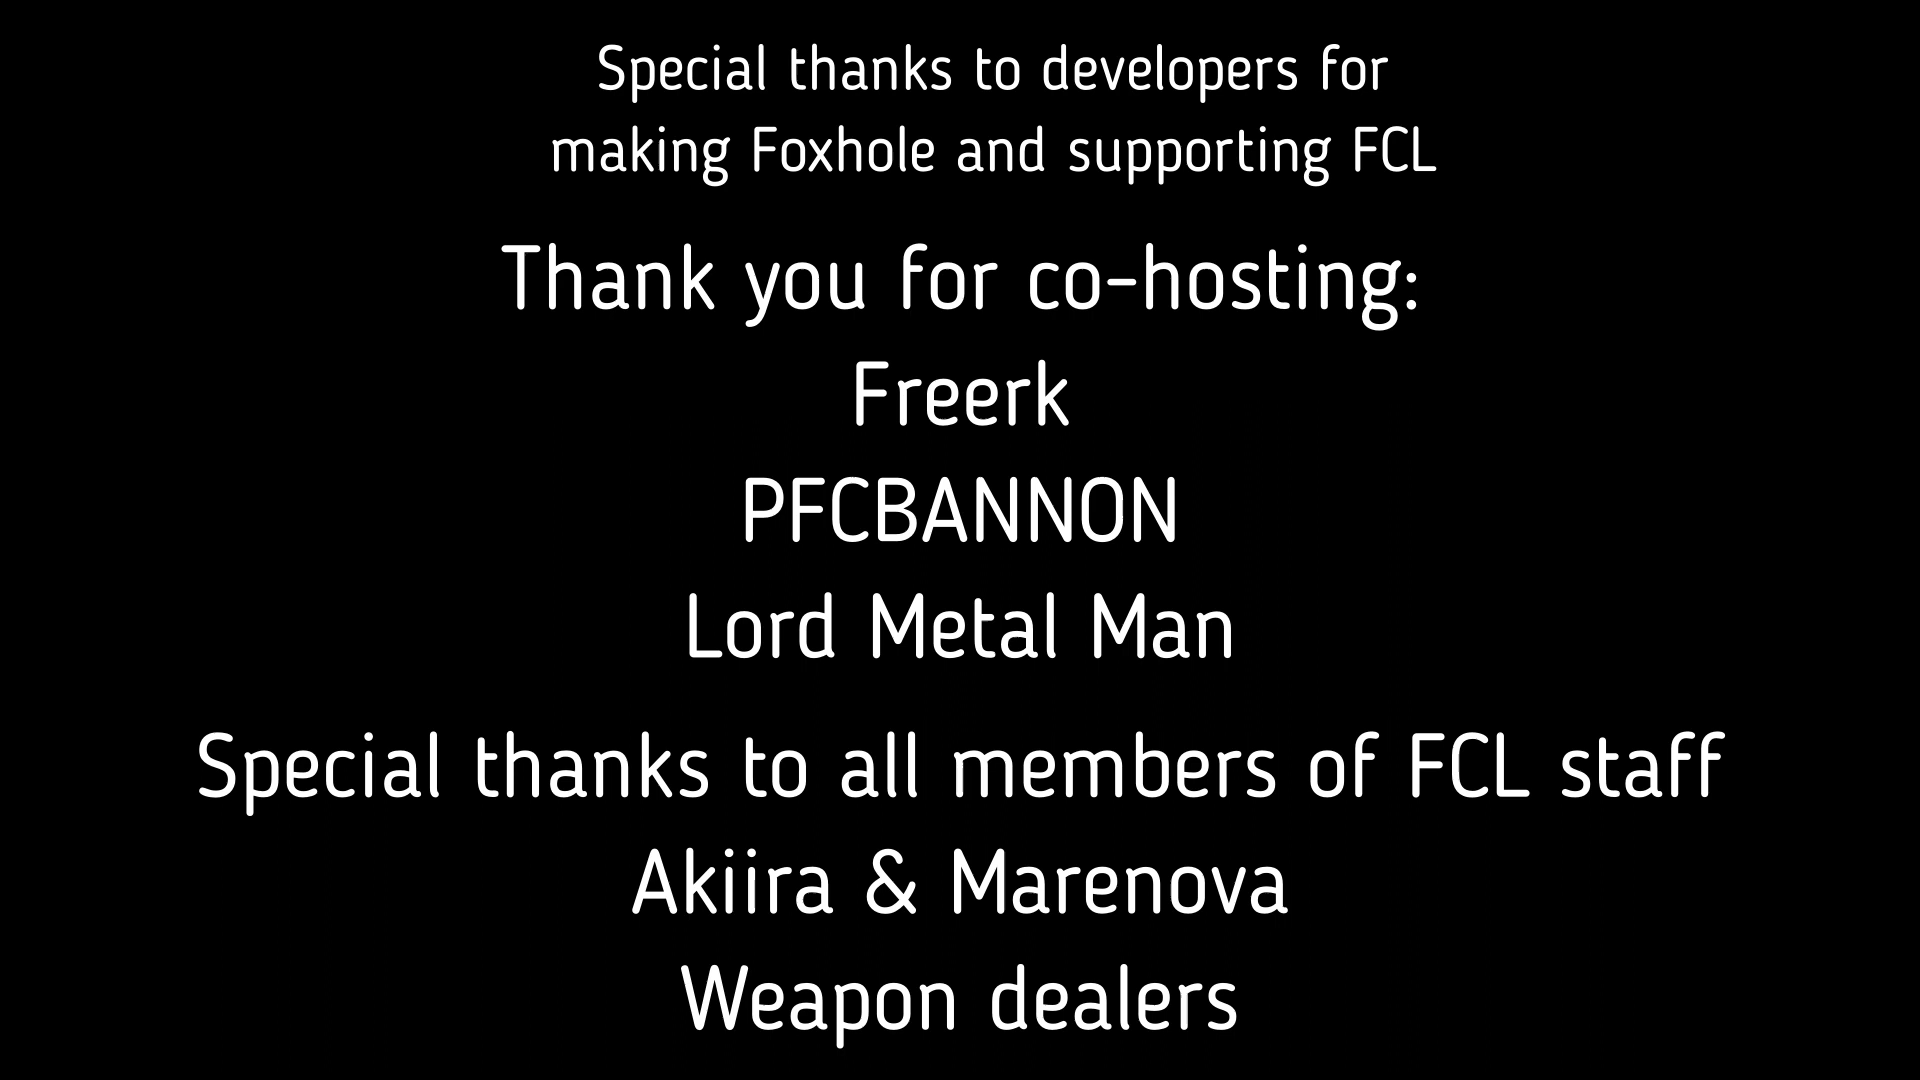 Special thanks to developers for
making Foxhole and supporting FCL
Thank you for co-hosting:
Freerk
PFCBANNON
Lord Metal Man
Special thanks to all members of FCL staff
Akiira & Marenova
Weapon dealers